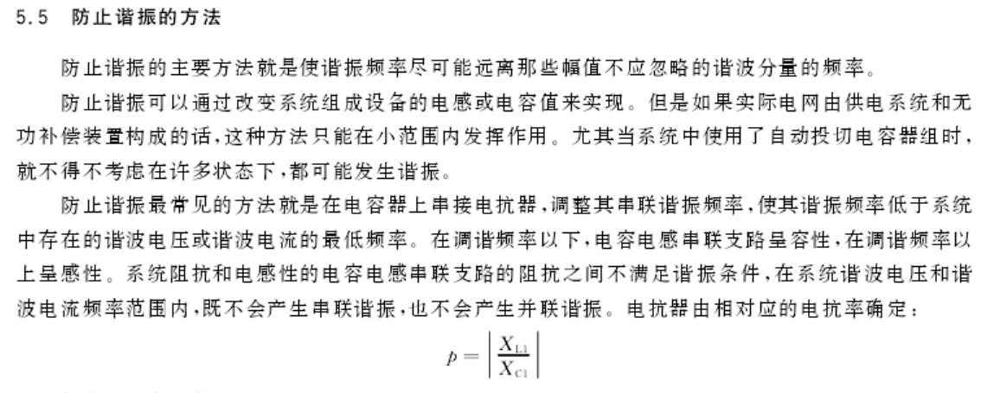 5.5 防止谐振的方法
防止谐振的主要方法就是使谐振频率尽可能远离那些幅值不应忽略的谐波分量的频率。
防止谐振可以通过改变系统组成设备的电感或电容值来实现。但是如果实际电网由供电系统和无
功补偿装置构成的话,这种方法只能在小范围内发挥作用。尤其当系统中使用了自动投切电容器组时,
就不得不考虑在许多状态下,都可能发生谐振。
防止谐振最常见的方法就是在电容器上串接电抗器,调整其串联谐振频率,使其谐振频率低于系统
中存在的谐波电压或谐波电流的最低频率。在调谐频率以下,电容电感串联支路呈容性,在调谐频率以
上呈感性。系统阻抗和电感性的电容电感串联支路的阻抗之间不满足谐振条件,在系统谐波电压和谐
波电流频率范围内,既不会产生串联谐振,也不会产生并联谐振。电抗器由相对应的电抗率确定:
p = | X_L1 / X_C1 |